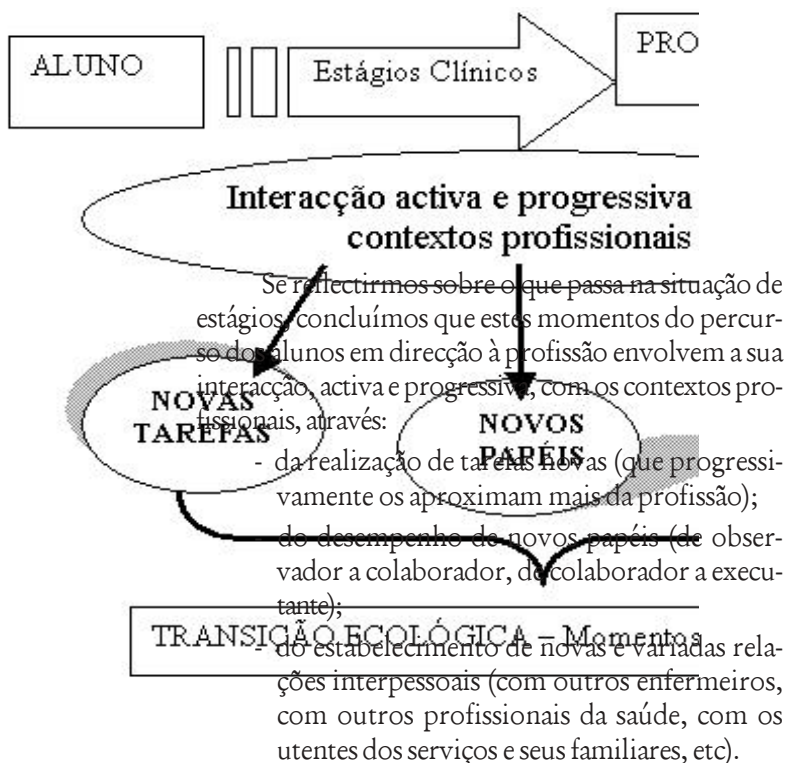 ALUNO
Estágios Clínicos
PRO
Interacção activa e progressiva
contextos profissionais
Se reflectirmos sobre o que passa na situação de
estágios, concluímos que estes momentos do percur-
so dos alunos em direcção à profissão envolvem a sua
interacção, activa e progressiva, com os contextos pro-
fissionais, através:
NOVAS
TAREFAS
NOVOS
PAPÉIS
- da realização de tarefas novas (que progressi-
vamente os aproximam mais da profissão);
- do desempenho de novos papéis (de obser-
vador a colaborador, de colaborador a execu-
tante);
TRANSIÇÃO ECOLÓGICA – Momentos
- do estabelecimento de novas e variadas rela-
ções interpessoais (com outros enfermeiros,
com outros profissionais da saúde, com os
utentes dos serviços e seus familiares, etc).